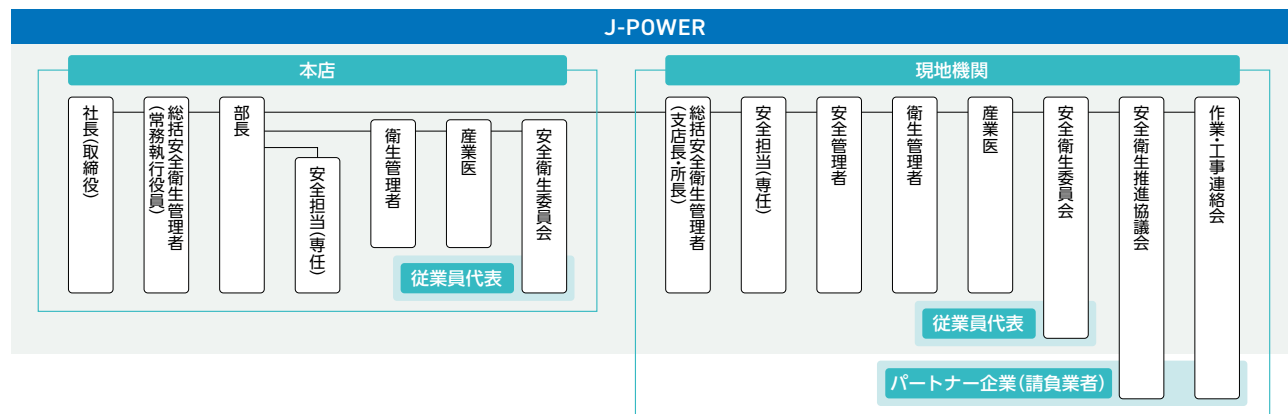 J-POWER
本店
現地機関
社長（取締役）
総括安全衛生管理者
（常務執行役員）
部長
安全担当（専任）
衛生管理者
産業医
安全衛生委員会
従業員代表
総括安全衛生管理者
（支店長・所長）
安全担当（専任）
安全管理者
衛生管理者
産業医
安全衛生委員会
安全衛生推進協議会
作業・工事連絡会
従業員代表
パートナー企業（請負業者）